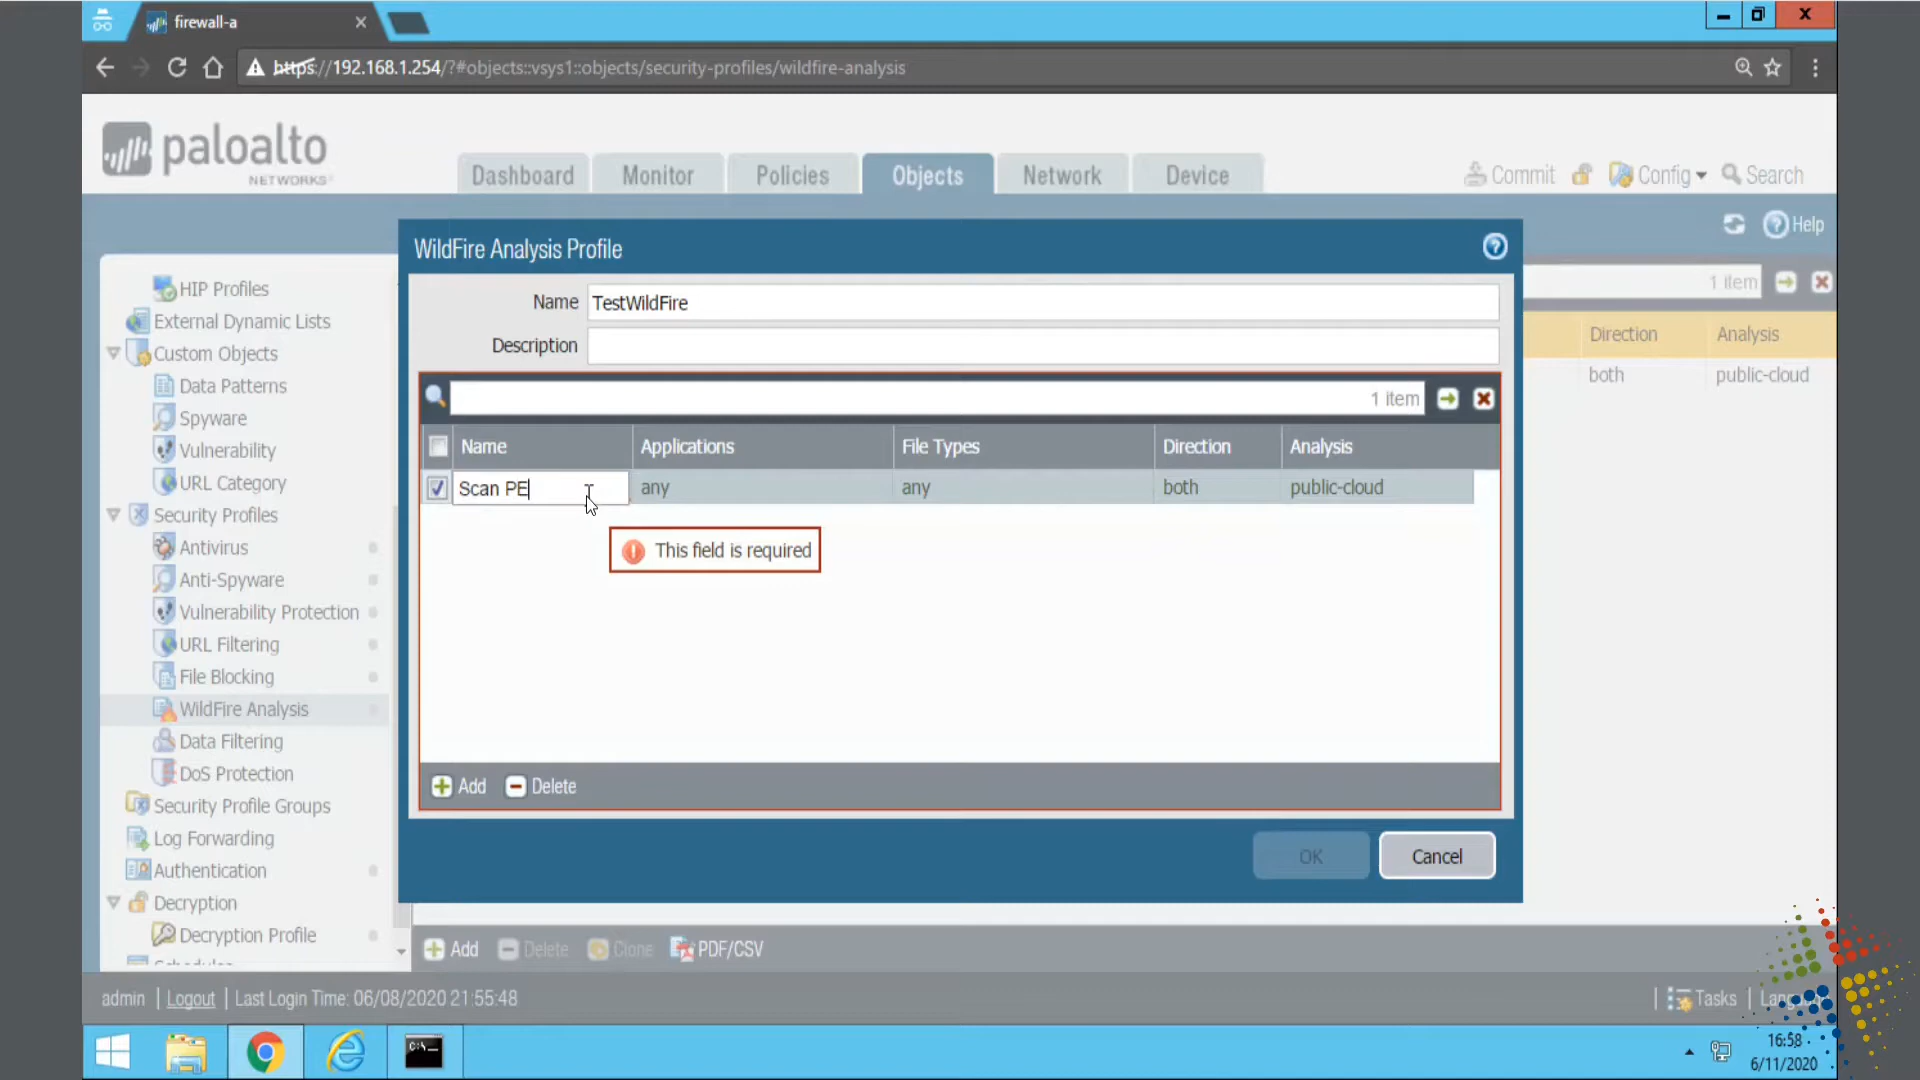 firewall-a
https://192.168.1.254/?#objects::vsys1::objects/security-profiles/wildfire-analysis
paloalto
NETWORKS
Dashboard
Monitor
Policies
Objects
Network
Device
Commit
Config
Search
Help
WildFire Analysis Profile
HIP Profiles
External Dynamic Lists
Custom Objects
Data Patterns
Spyware
Vulnerability
URL Category
Security Profiles
Antivirus
Anti-Spyware
Vulnerability Protection
URL Filtering
File Blocking
WildFire Analysis
Data Filtering
DoS Protection
Security Profile Groups
Log Forwarding
Authentication
Decryption
Decryption Profile
Name TestWildFire
Description
1 item
Name Applications File Types Direction Analysis
Scan PE any any both public-cloud
This field is required
Add Delete
OK Cancel
1 item
Direction Analysis
both public-cloud
Add Delete Clone PDF/CSV
admin | Logout | Last Login Time: 06/08/2020 21:55:48
| Tasks |
C:\_
16:58
6/11/2020